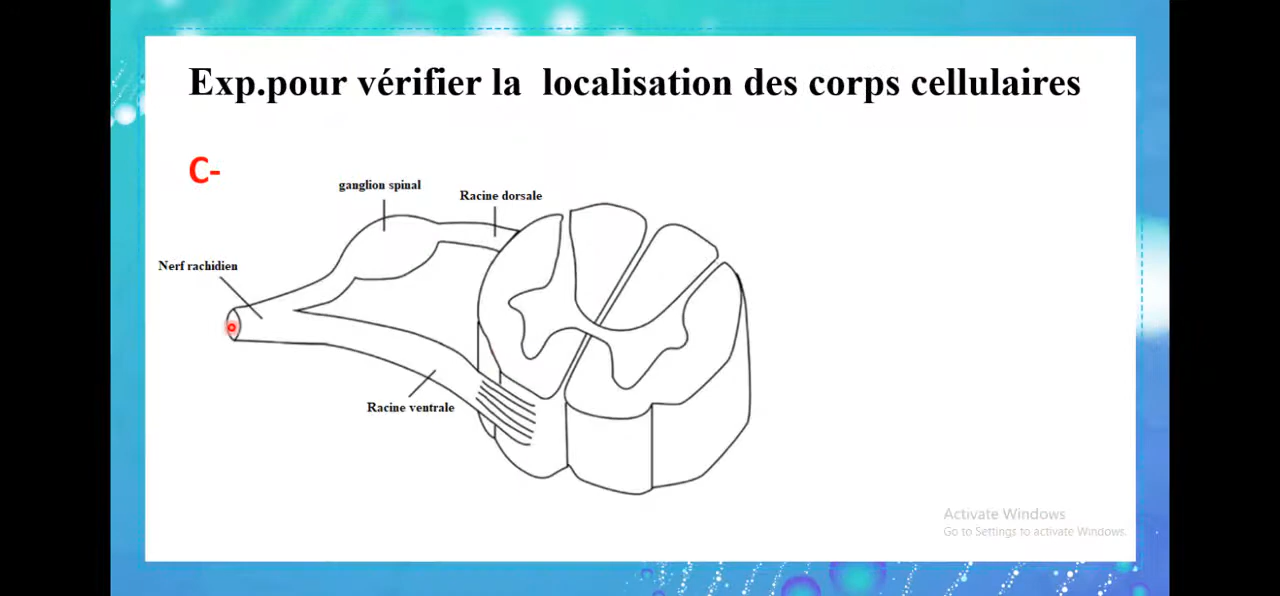 Exp.pour vérifier la localisation des corps cellulaires
C-
ganglion spinal
Racine dorsale
Nerf rachidien
Racine ventrale
Activate Windows
Go to Settings to activate Windows.